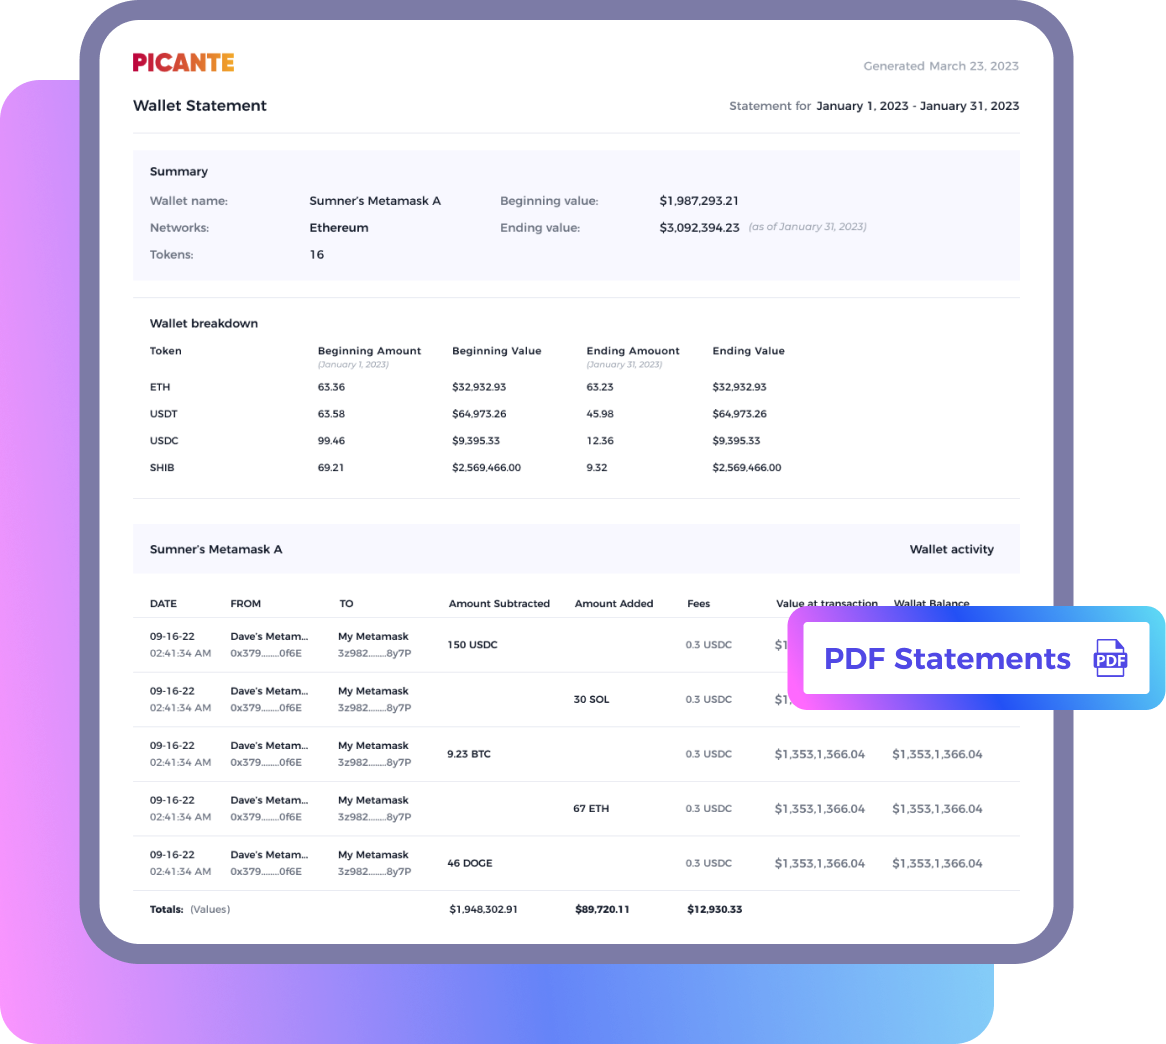 PICANTE
Generated March 23, 2023
Wallet Statement
Statement for January 1, 2023 - January 31, 2023
Summary
Wallet name: Sumner's Metamask A Beginning value: $1,987,293.21
Networks: Ethereum Ending value: $3,092,394.23 (as of January 31, 2023)
Tokens: 16
Wallet breakdown
Token Beginning Amount Beginning Value Ending Amouont Ending Value
(January 1, 2023) (January 31, 2023)
ETH 63.36 $32,932.93 63.23 $32,932.93
USDT 63.58 $64,973.26 45.98 $64,973.26
USDC 99.46 $9,395.33 12.36 $9,395.33
SHIB 69.21 $2,569,466.00 9.32 $2,569,466.00
Sumner's Metamask A Wallet activity
DATE FROM TO Amount Subtracted Amount Added Fees Value at transaction Wallat Balance
09-16-22 Dave's Metam... My Metamask
150 USDC 0.3 USDC $1
02:41:34 AM 0x379........0f6E 3z982........8y7P
PDF Statements PDF
09-16-22 Dave's Metam... My Metamask
30 SOL 0.3 USDC $1,
02:41:34 AM 0x379........0f6E 3z982........8y7P
09-16-22 Dave's Metam... My Metamask
9.23 BTC 0.3 USDC $1,353,1,366.04 $1,353,1,366.04
02:41:34 AM 0x379........0f6E 3z982........8y7P
09-16-22 Dave's Metam... My Metamask
67 ETH 0.3 USDC $1,353,1,366.04 $1,353,1,366.04
02:41:34 AM 0x379........0f6E 3z982........8y7P
09-16-22 Dave's Metam... My Metamask
46 DOGE 0.3 USDC $1,353,1,366.04 $1,353,1,366.04
02:41:34 AM 0x379........0f6E 3z982........8y7P
Totals: (Values) $1,948,302.91 $89,720.11 $12,930.33